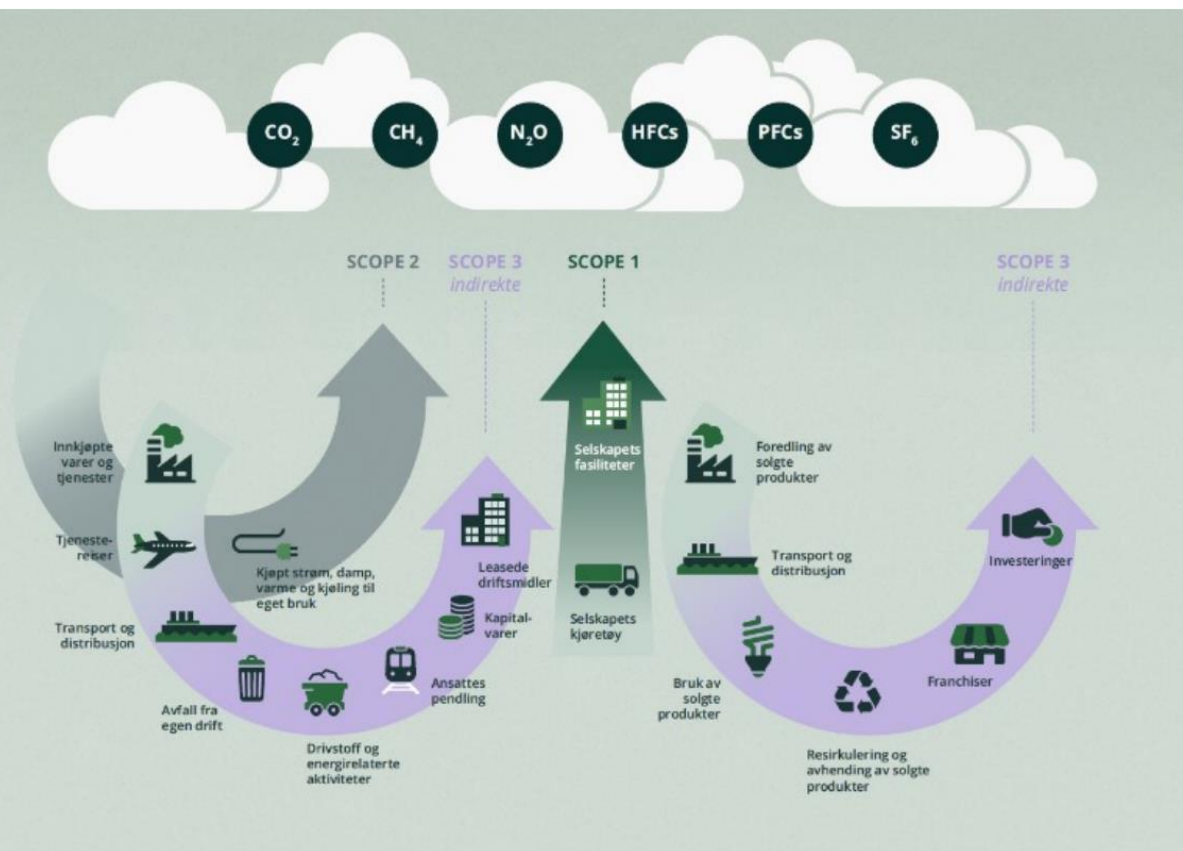 CO₂
CH₄
N₂O
HFCs
PFCs
SF₆
SCOPE 2
SCOPE 3
indirekte
SCOPE 1
SCOPE 3
indirekte
Innkjøpte
varer og
tjenester
Tjeneste-
reiser
Transport og
distribusjon
Avfall fra
egen drift
Drivstoff og
energirelaterte
aktiviteter
Ansattes
pendling
Kapital-
varer
Leasede
driftsmidler
Kjøpt strøm, damp,
varme og kjøling til
eget bruk
Selskapets
fasiliteter
Selskapets
kjøretøy
Foredling av
solgte
produkter
Transport og
distribusjon
Bruk av
solgte
produkter
Resirkulering og
avhending av solgte
produkter
Franchiser
Investeringer